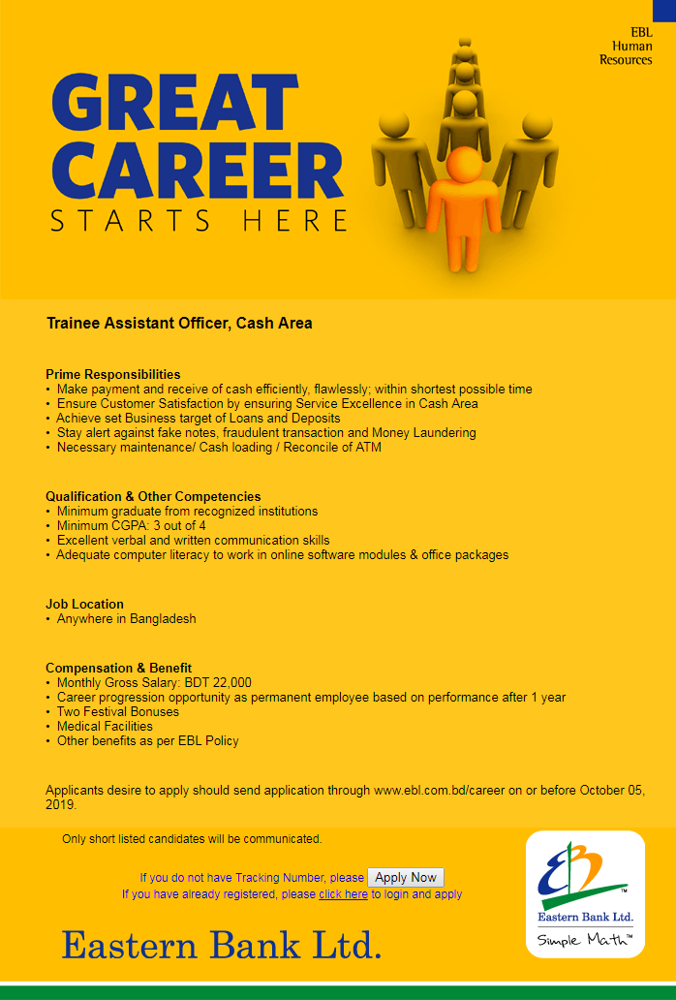 EBL
Human
Resources
GREAT
CAREER
STARTS HERE
Trainee Assistant Officer, Cash Area
Prime Responsibilities
• Make payment and receive of cash efficiently, flawlessly; within shortest possible time
• Ensure Customer Satisfaction by ensuring Service Excellence in Cash Area
• Achieve set Business target of Loans and Deposits
• Stay alert against fake notes, fraudulent transaction and Money Laundering
• Necessary maintenance/ Cash loading / Reconcile of ATM
Qualification & Other Competencies
• Minimum graduate from recognized institutions
• Minimum CGPA: 3 out of 4
• Excellent verbal and written communication skills
• Adequate computer literacy to work in online software modules & office packages
Job Location
• Anywhere in Bangladesh
Compensation & Benefit
• Monthly Gross Salary: BDT 22,000
• Career progression opportunity as permanent employee based on performance after 1 year
• Two Festival Bonuses
• Medical Facilities
• Other benefits as per EBL Policy
Applicants desire to apply should send application through www.ebl.com.bd/career on or before October 05,
2019.
Only short listed candidates will be communicated.
If you do not have Tracking Number, please Apply Now
If you have already registered, please click here to login and apply
Eastern Bank Ltd.
EB™
Eastern Bank Ltd.
Simple Math™